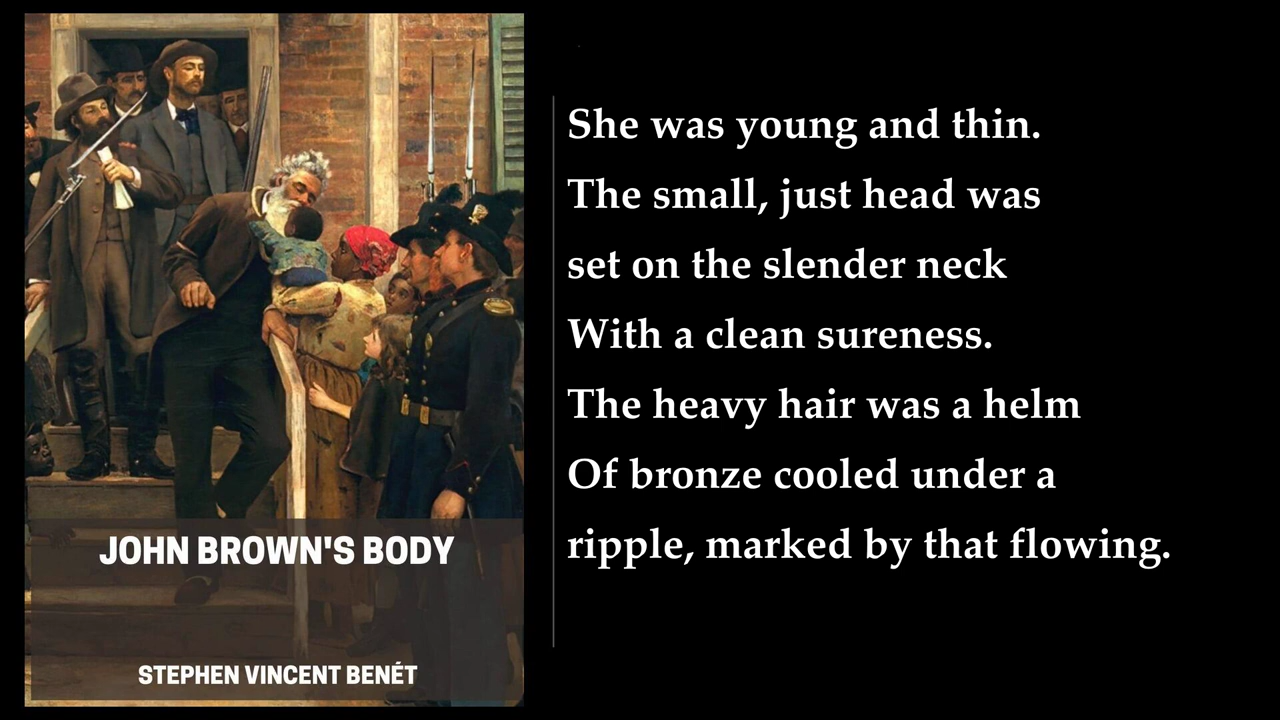 JOHN BROWN'S BODY
STEPHEN VINCENT BENÉT
She was young and thin.
The small, just head was
set on the slender neck
With a clean sureness.
The heavy hair was a helm
Of bronze cooled under a
ripple, marked by that flowing.